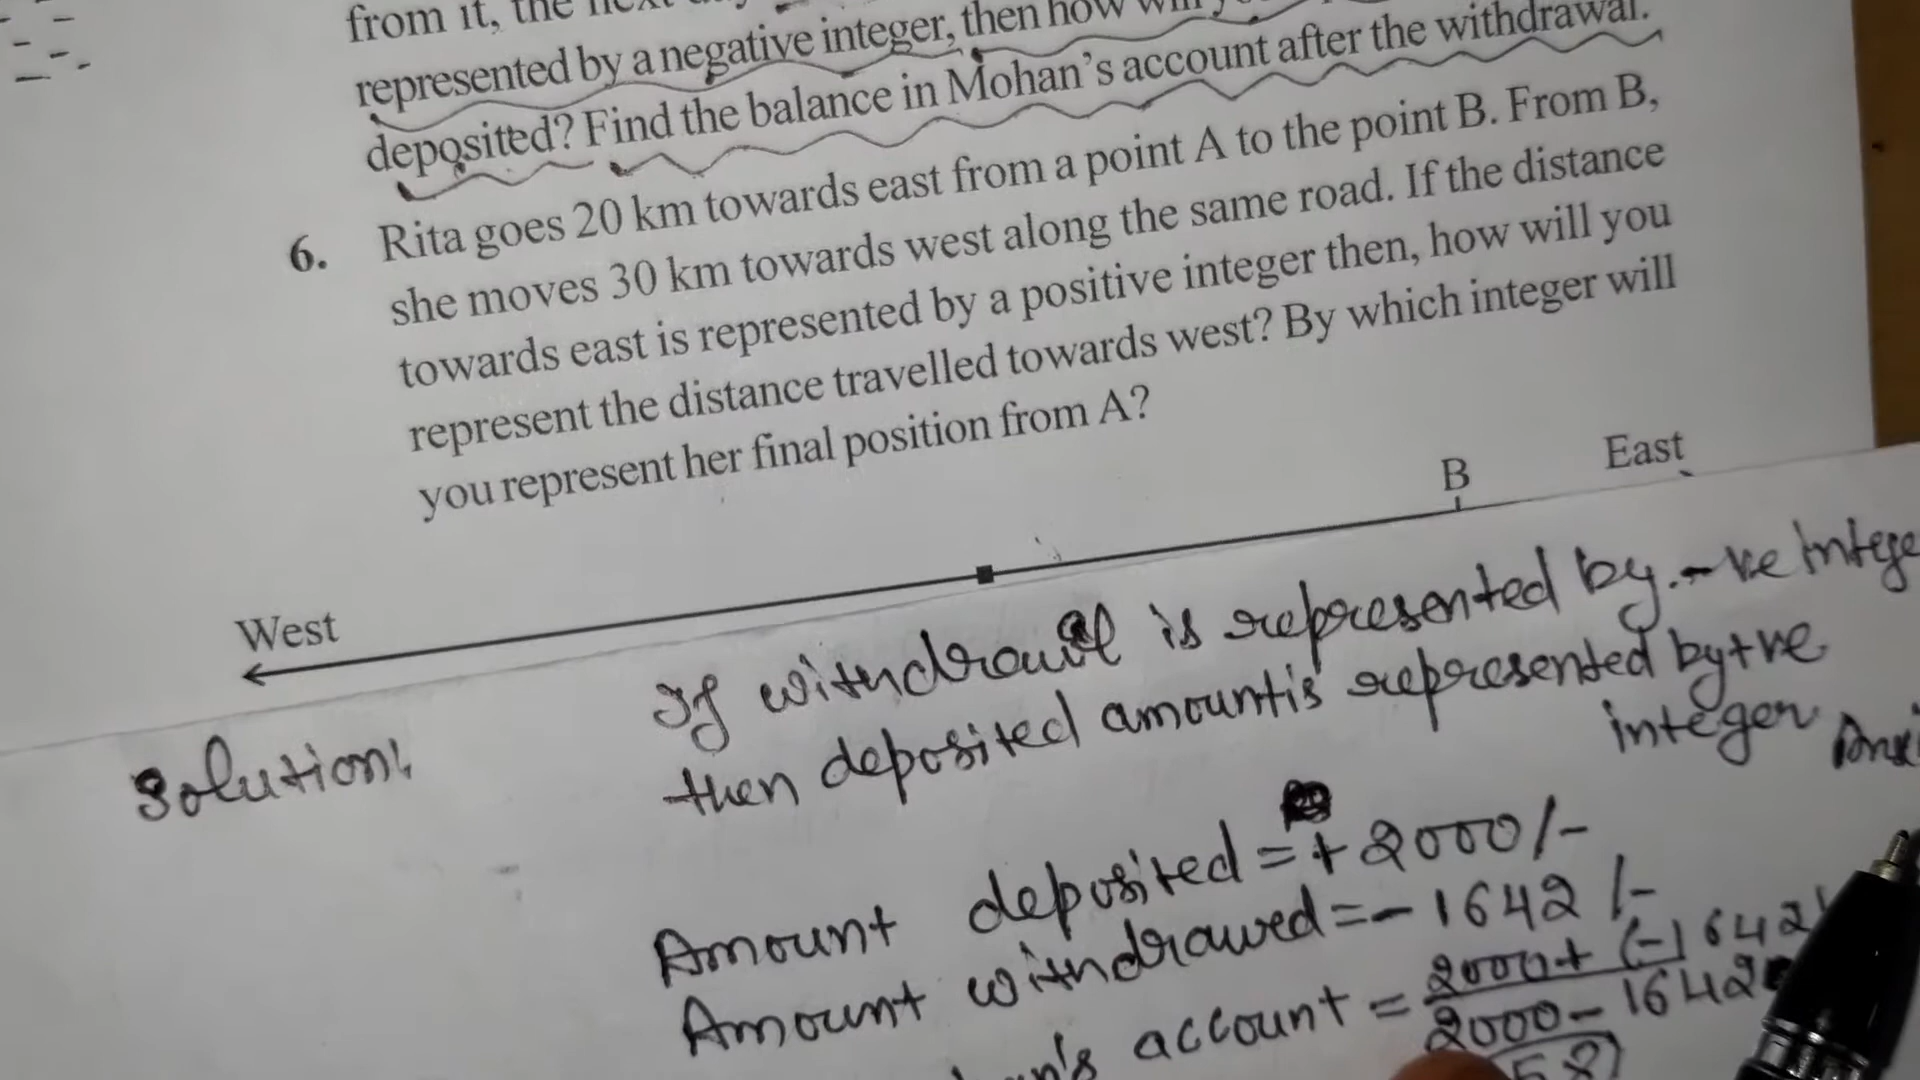 from it, the
represented by a negative integer, then how will
deposited? Find the balance in Mohan's account after the withdrawal.
6. Rita goes 20 km towards east from a point A to the point B. From B,
she moves 30 km towards west along the same road. If the distance
towards east is represented by a positive integer then, how will you
represent the distance travelled towards west? By which integer will
you represent her final position from A?
B East
West
If withdrawal is represented by -ve Intege
Solution: then deposited amount is represented by +ve
integer
Amount deposited = + 2000/-
Amount withdrawed = - 1642/-
account = 2000 + (-1642
2000 - 1642